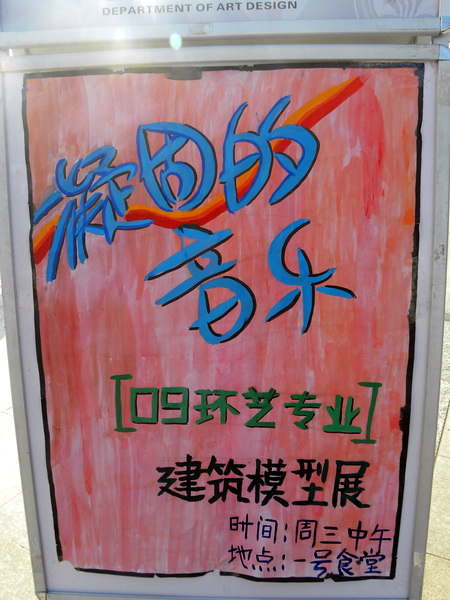 DEPARTMENT OF ART DESIGN
凝固的
音乐
[09环艺专业]
建筑模型展
时间:周三中午
地点:一号食堂